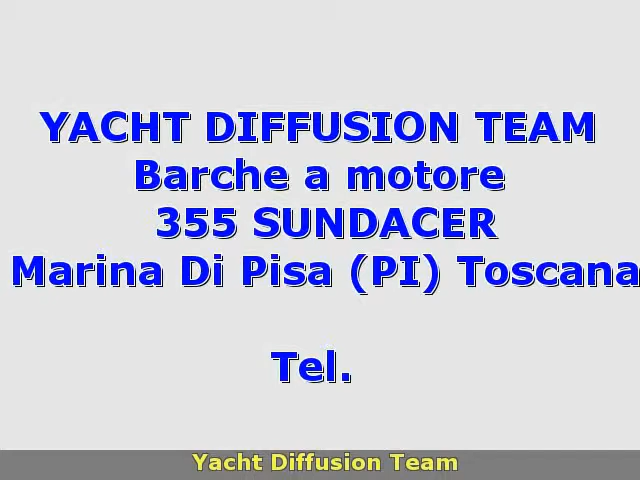 YACHT DIFFUSION TEAM
Barche a motore
355 SUNDACER
Marina Di Pisa (PI) Toscana
Tel.
Yacht Diffusion Team